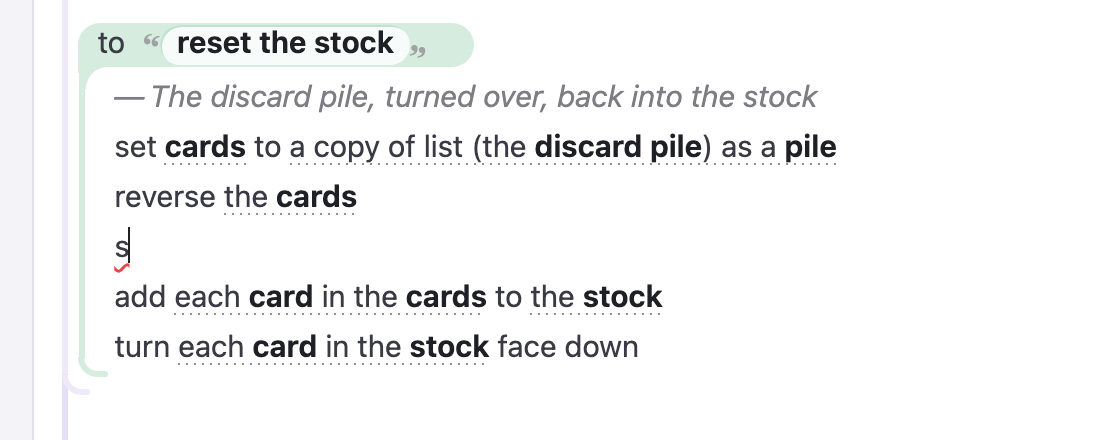 to “ reset the stock ”
— The discard pile, turned over, back into the stock
set cards to a copy of list (the discard pile) as a pile
reverse the cards
s
add each card in the cards to the stock
turn each card in the stock face down